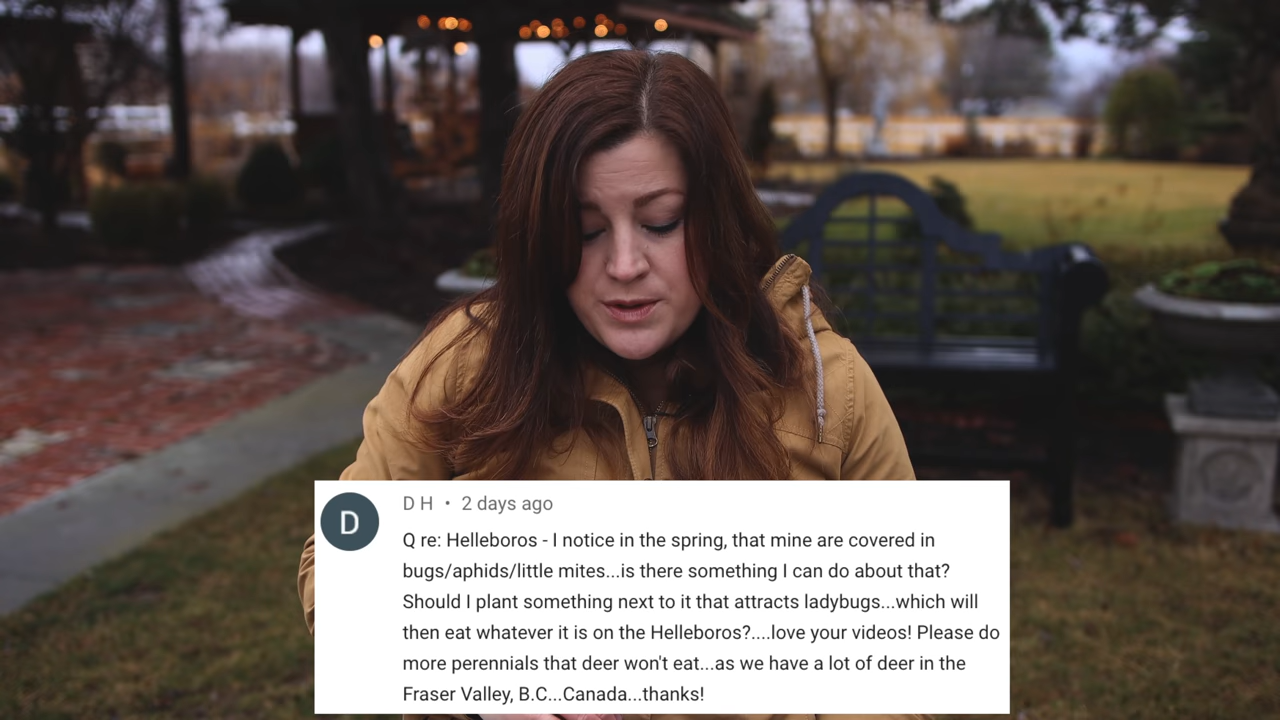 D
D H • 2 days ago
Q re: Helleboros - I notice in the spring, that mine are covered in
bugs/aphids/little mites...is there something I can do about that?
Should I plant something next to it that attracts ladybugs...which will
then eat whatever it is on the Helleboros?....love your videos! Please do
more perennials that deer won't eat...as we have a lot of deer in the
Fraser Valley, B.C...Canada...thanks!